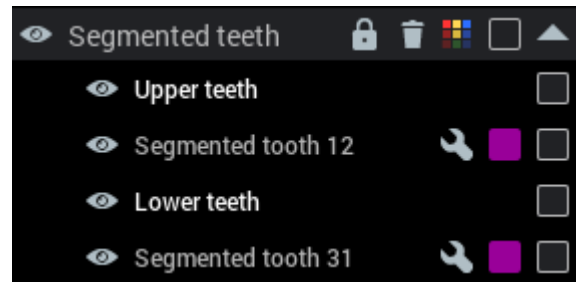 Segmented teeth
Upper teeth
Segmented tooth 12
Lower teeth
Segmented tooth 31